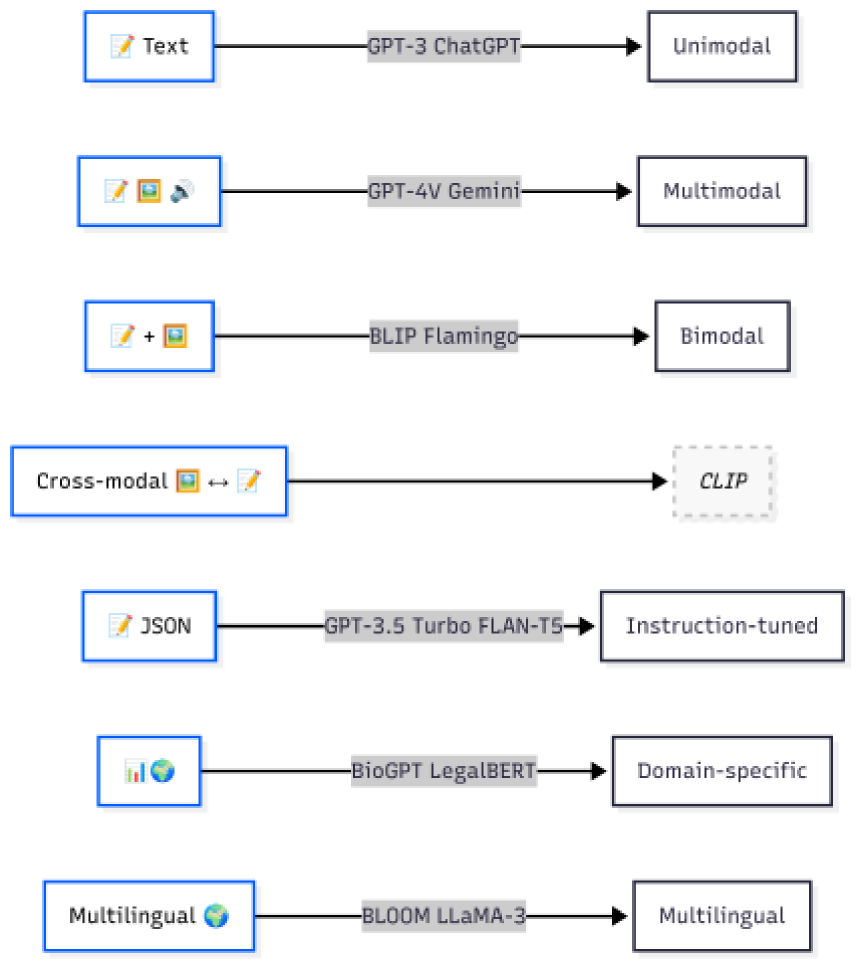 📝 Text GPT-3 ChatGPT Unimodal
📝 🖼️ 🔊 GPT-4V Gemini Multimodal
📝 + 🖼️ BLIP Flamingo Bimodal
Cross-modal 🖼️ ↔ 📝 CLIP
📝 JSON GPT-3.5 Turbo FLAN-T5 Instruction-tuned
📊🌍 BioGPT LegalBERT Domain-specific
Multilingual 🌍 BLOOM LLaMA-3 Multilingual